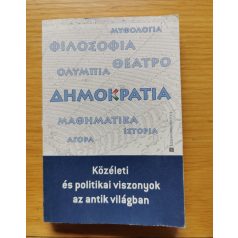 ΜΥΘΟΛΟΓΙΑ
ΦΙΛΟΣΟΦΙΑ
ΘΕΑΤΡΟ
ΟΛΥΜΠΙΑ
ΔΗΜΟΚΡΑΤΙΑ
ΜΑΘΗΜΑΤΙΚΑ
ΙΣΤΟΡΙΑ
ΑΓΟΡΑ
Közéleti
és politikai viszonyok
az antik világban